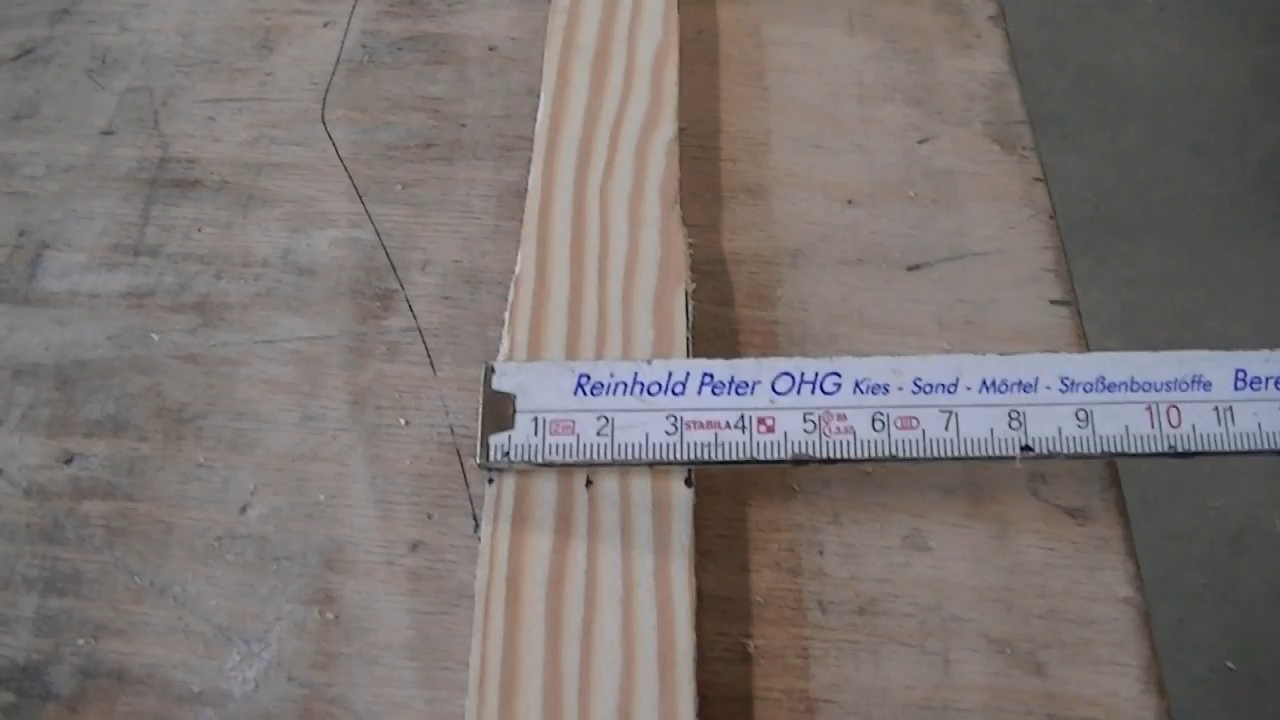 Reinhold Peter OHG Kies - Sand - Mörtel - Straßenbaustoffe
1 2m 2 3 STABILA 4 5 6 7 8 9 10 11